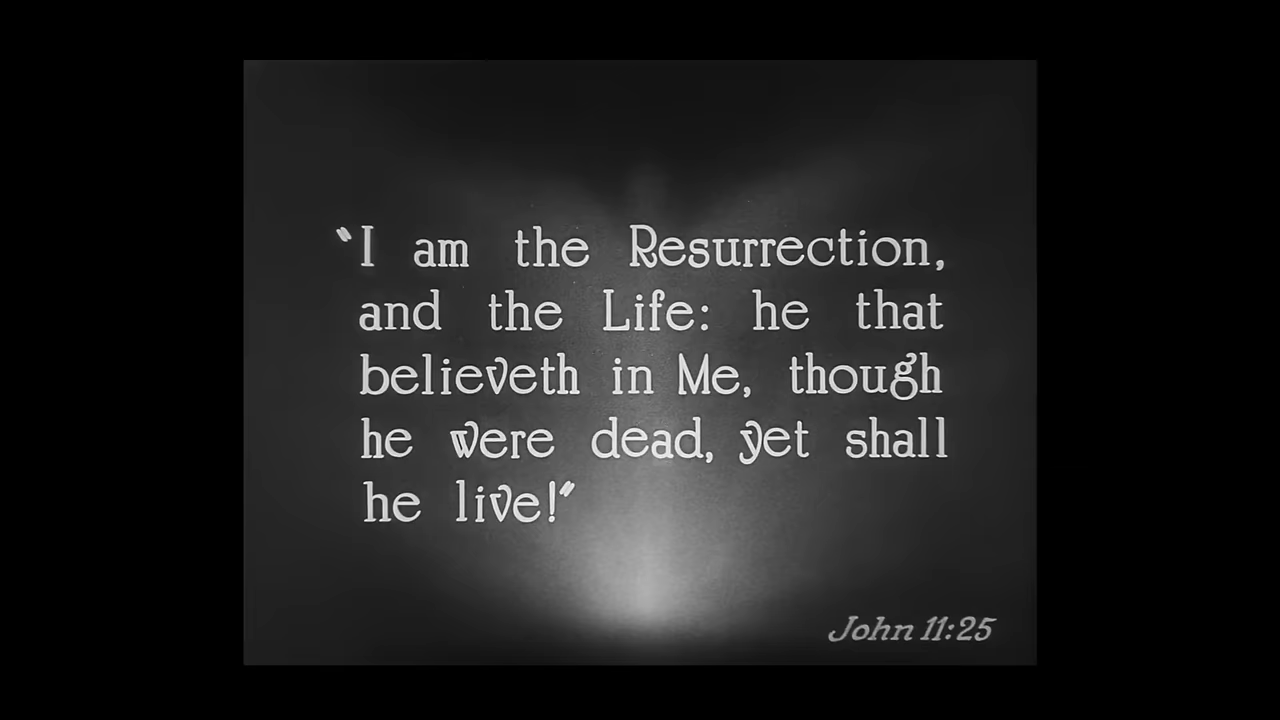 "I am the Resurrection,
and the Life: he that
believeth in Me, though
he were dead, yet shall
he live!"
John 11:25